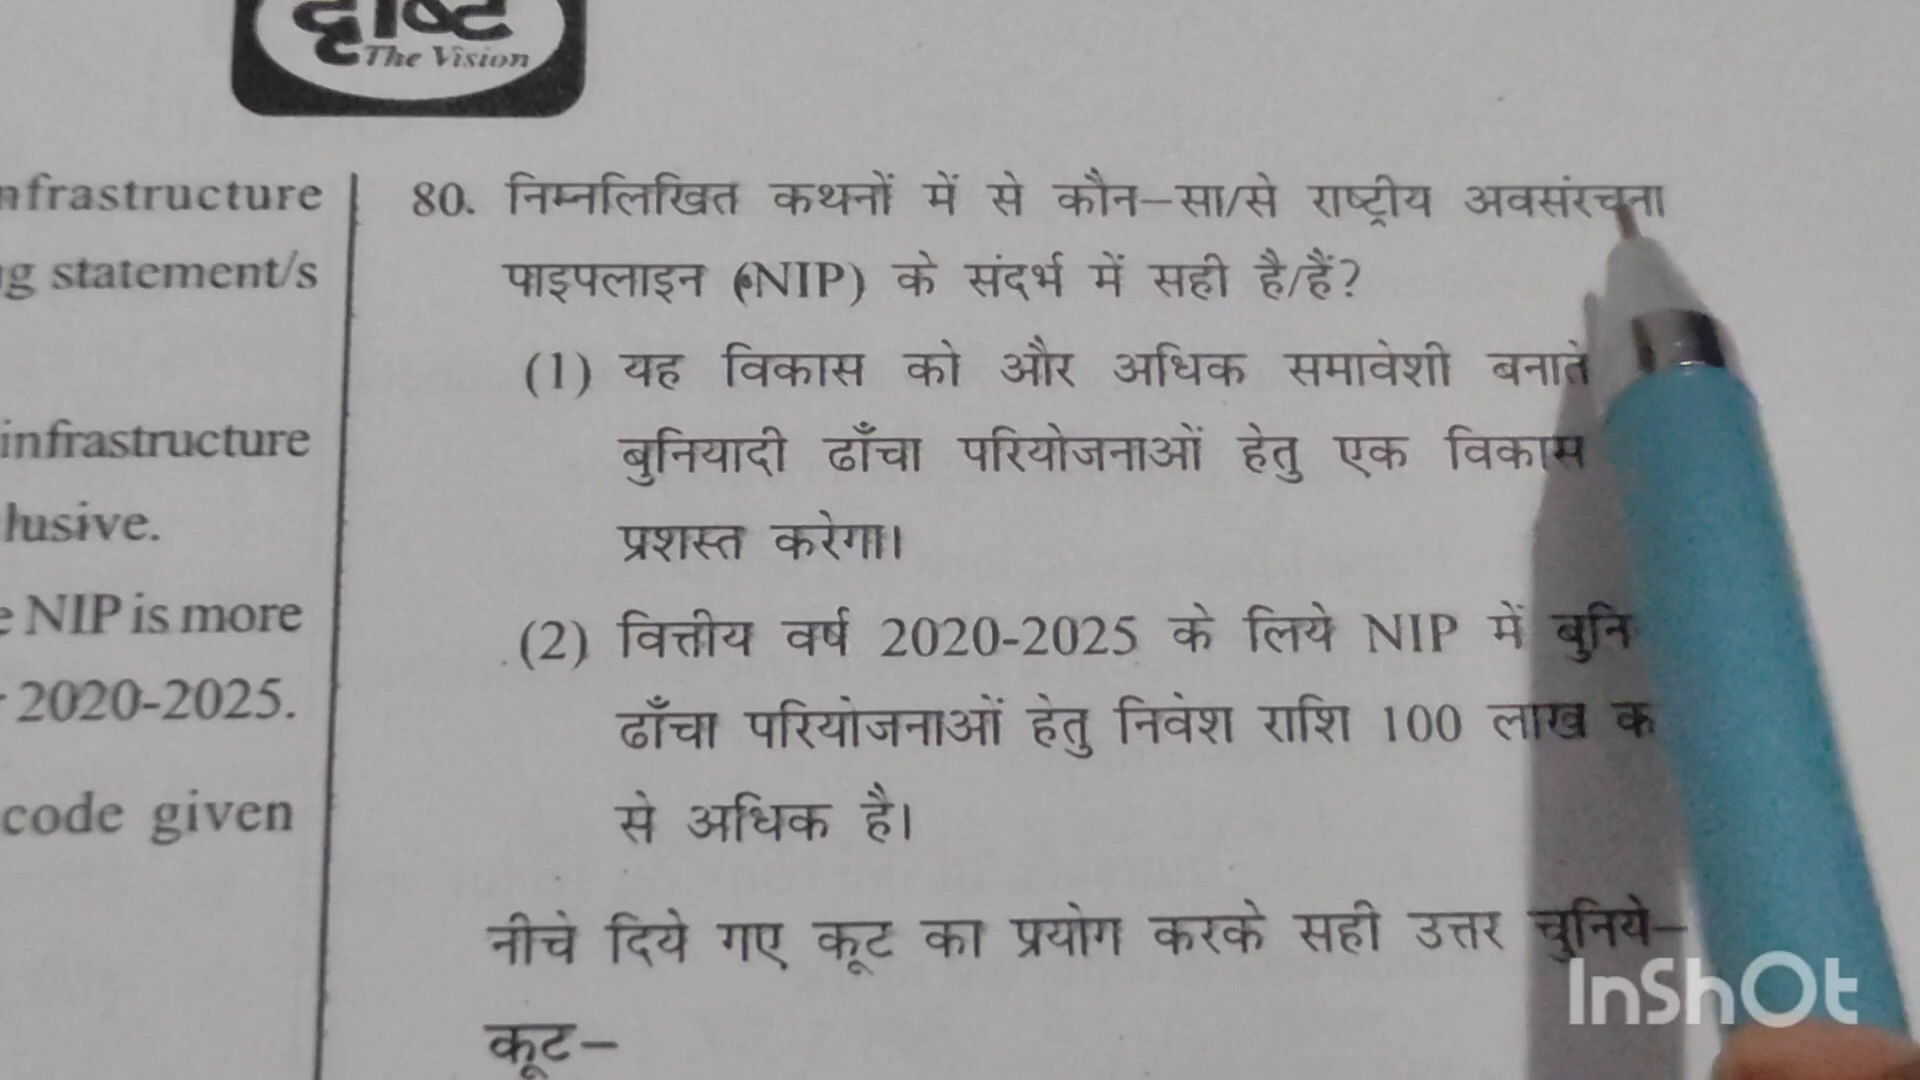 दृष्टि
The Vision
nfrastructure
g statement/s
infrastructure
lusive.
e NIP is more
2020-2025.
code given
80. निम्नलिखित कथनों में से कौन-सा/से राष्ट्रीय अवसंरचना
पाइपलाइन (NIP) के संदर्भ में सही है/हैं?
(1) यह विकास को और अधिक समावेशी बनाते
बुनियादी ढाँचा परियोजनाओं हेतु एक विकास
प्रशस्त करेगा।
(2) वित्तीय वर्ष 2020-2025 के लिये NIP में बुनि
ढाँचा परियोजनाओं हेतु निवेश राशि 100 लाख क
से अधिक है।
नीचे दिये गए कूट का प्रयोग करके सही उत्तर चुनिये-
कूट-
InShOt